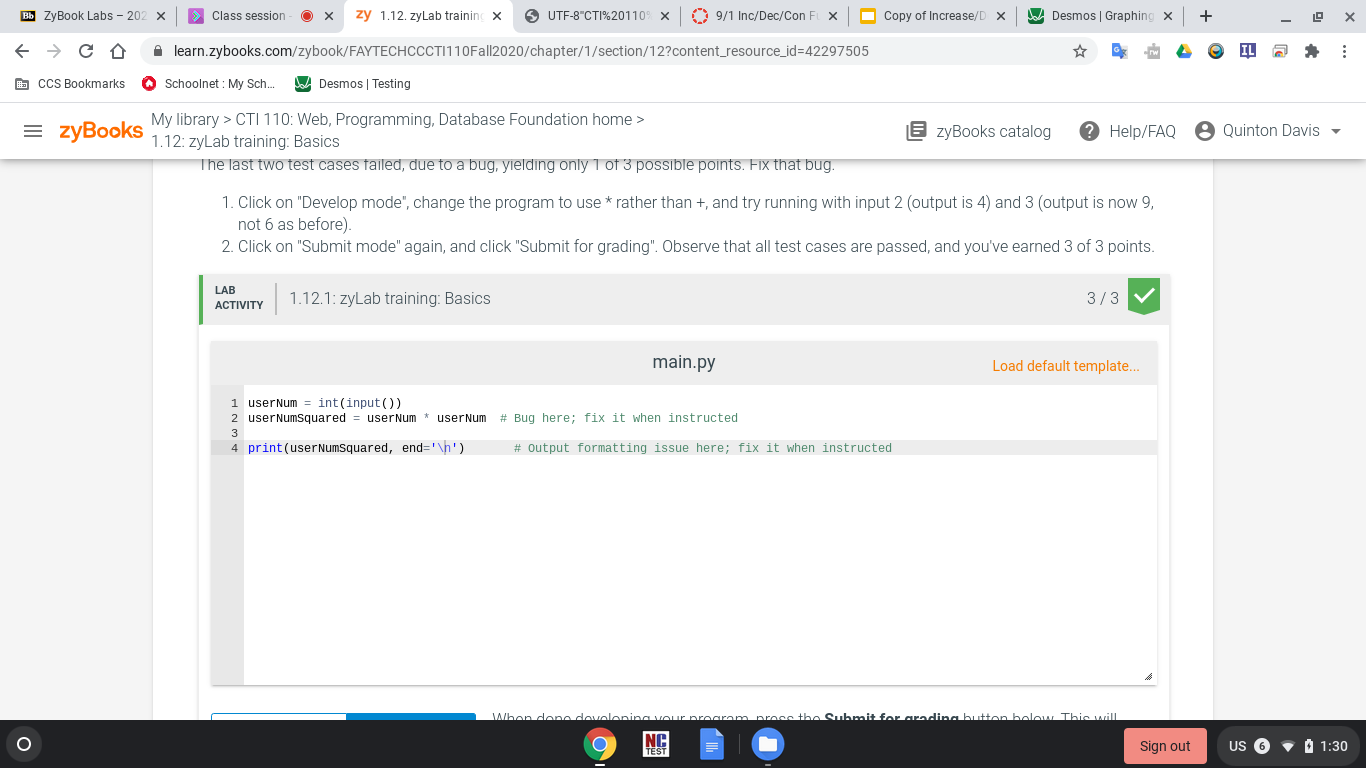 Bb ZyBook Labs – 202
Class session -
zy 1.12. zyLab training
UTF-8"CTI%20110%
9/1 Inc/Dec/Con Fu
Copy of Increase/D
Desmos | Graphing
learn.zybooks.com/zybook/FAYTECHCCCTI110Fall2020/chapter/1/section/12?content_resource_id=42297505
CCS Bookmarks
Schoolnet : My Sch...
Desmos | Testing
zyBooks
My library > CTI 110: Web, Programming, Database Foundation home >
1.12: zyLab training: Basics
zyBooks catalog
Help/FAQ
Quinton Davis
The last two test cases failed, due to a bug, yielding only 1 of 3 possible points. Fix that bug.
1. Click on "Develop mode", change the program to use * rather than +, and try running with input 2 (output is 4) and 3 (output is now 9,
not 6 as before).
2. Click on "Submit mode" again, and click "Submit for grading". Observe that all test cases are passed, and you've earned 3 of 3 points.
LAB
ACTIVITY
1.12.1: zyLab training: Basics
3 / 3
main.py
Load default template...
1 userNum = int(input())
2 userNumSquared = userNum * userNum # Bug here; fix it when instructed
3
4 print(userNumSquared, end='\n') # Output formatting issue here; fix it when instructed
When done developing your program, press the Submit for grading button below. This will
NC
TEST
Sign out
US 6 1:30